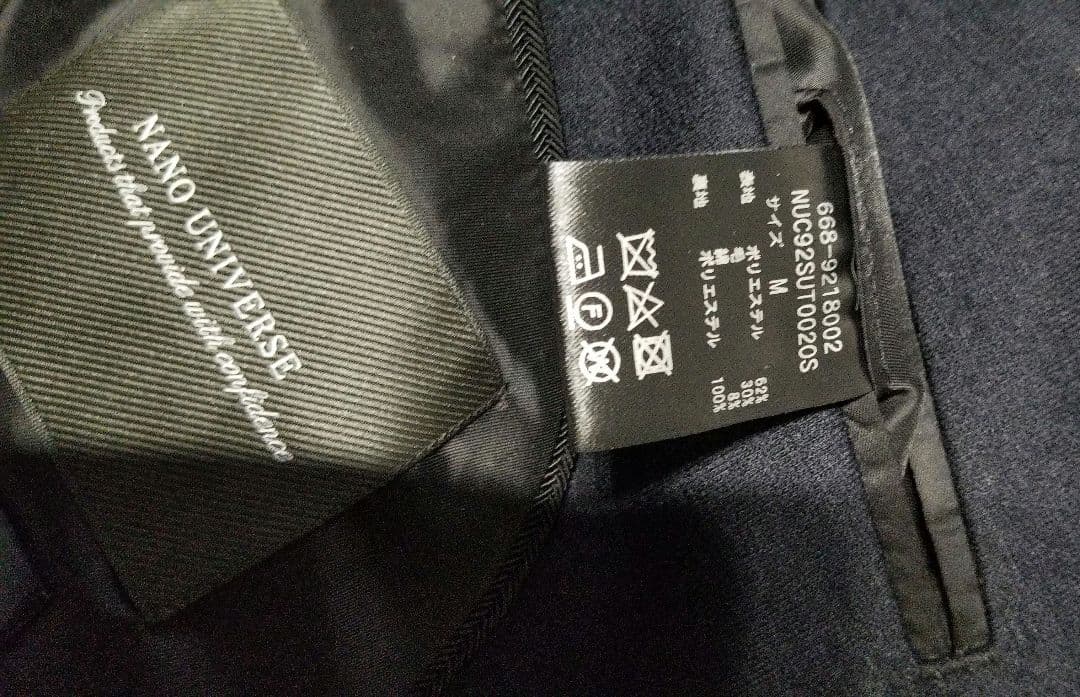 NANO UNIVERSE
Products that provide with confidence
668-9218002
NUC92SUT0020S
サイズ M
表地 ポリエステル 62%
毛 30%
綿 8%
裏地 ポリエステル 100%
F
W